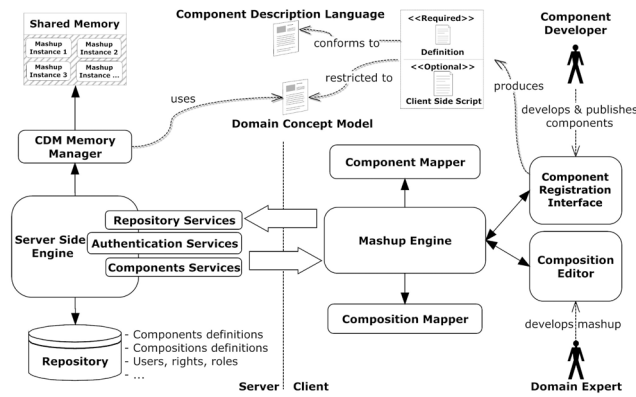 Shared Memory
Mashup Instance 1
Mashup Instance 2
Mashup Instance 3
Mashup Instance ...
Component Description Language
conforms to
<<Required>>
Definition
<<Optional>>
Client Side Script
restricted to
uses
Domain Concept Model
produces
Component Developer
develops & publishes components
CDM Memory Manager
Component Mapper
Component Registration Interface
Server Side Engine
Repository Services
Authentication Services
Components Services
Mashup Engine
Composition Editor
Composition Mapper
develops mashup
Repository
- Components definitions
- Compositions definitions
- Users, rights, roles
- ...
Server
Client
Domain Expert